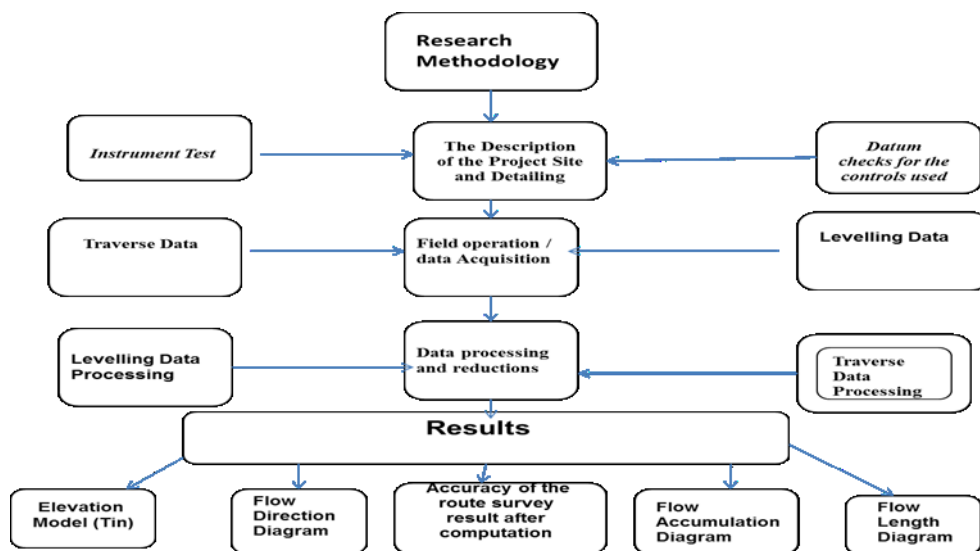 Research
Methodology
Instrument Test
The Description
of the Project Site
and Detailing
Datum
checks for the
controls used
Traverse Data
Field operation /
data Acquisition
Levelling Data
Levelling Data
Processing
Data processing
and reductions
Traverse
Data
Processing
Results
Elevation
Model (Tin)
Flow
Direction
Diagram
Accuracy of the
route survey
result after
computation
Flow
Accumulation
Diagram
Flow
Length
Diagram